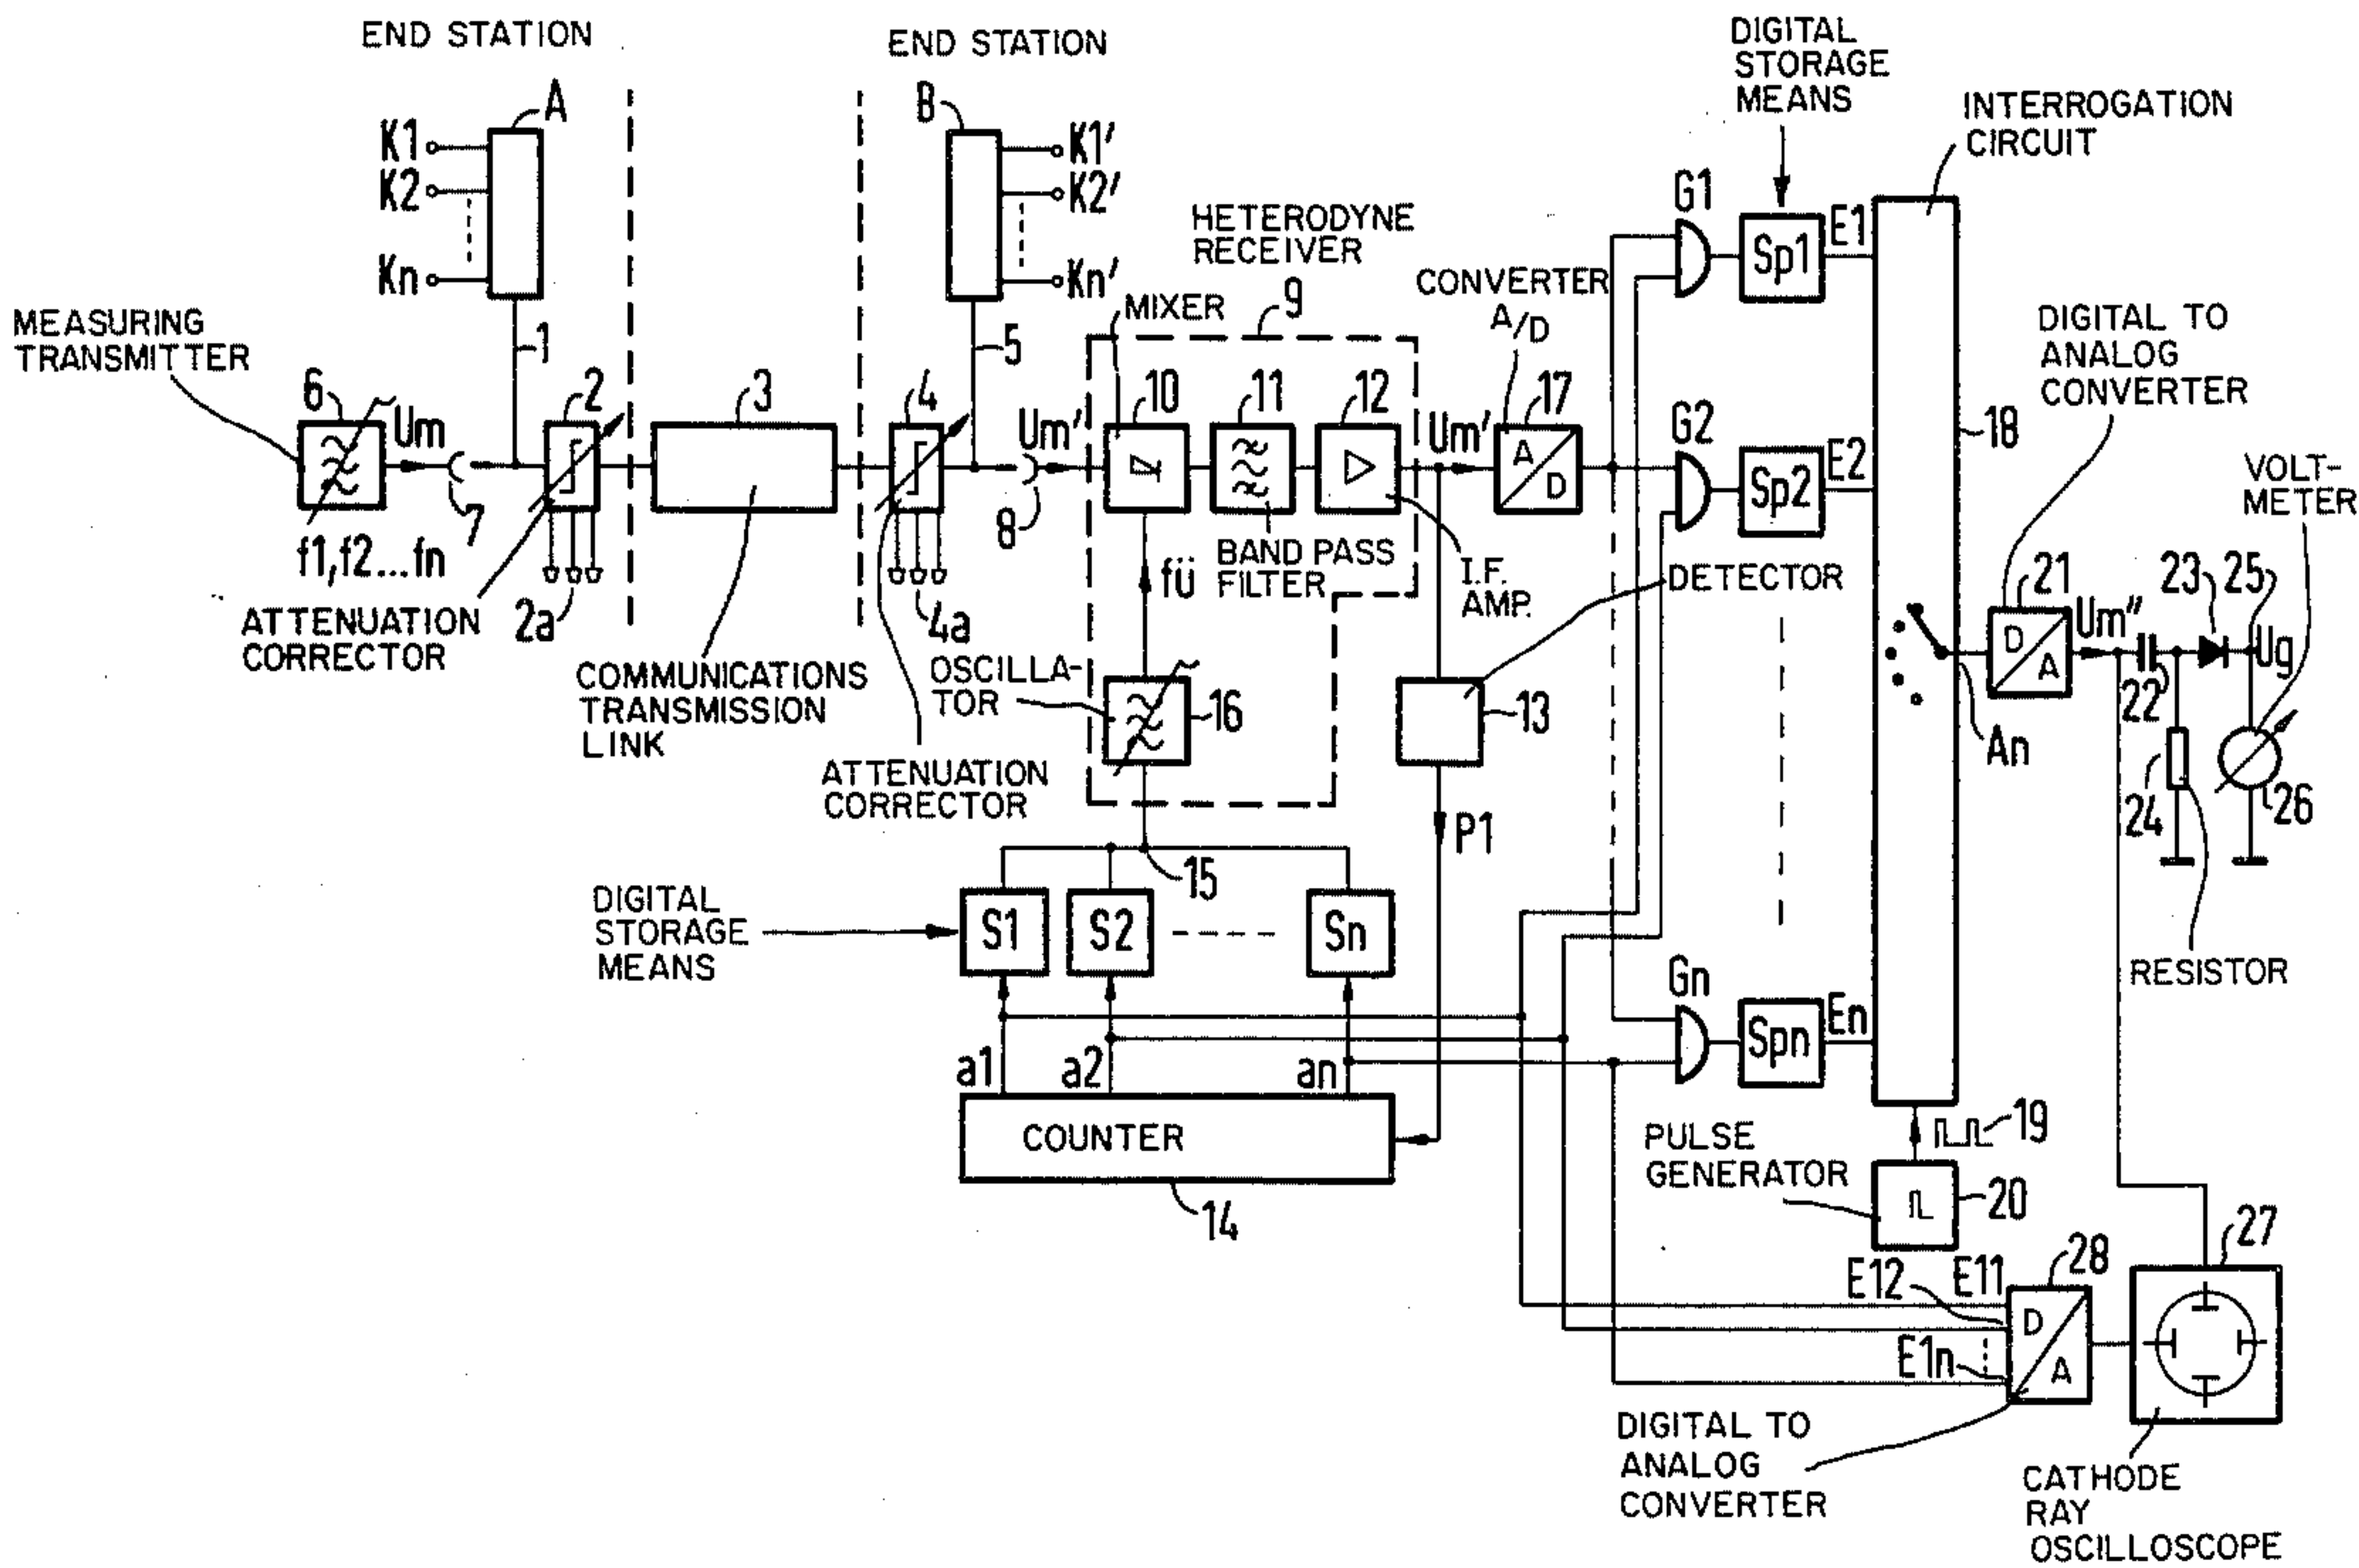 END STATION
END STATION
DIGITAL
STORAGE
MEANS
INTERROGATION
CIRCUIT
A
B
K1
K2
Kn
K1'
K2'
Kn'
G1
Sp1
E1
HETERODYNE
RECEIVER
9
MIXER
CONVERTER
A/D
MEASURING
TRANSMITTER
DIGITAL TO
ANALOG
CONVERTER
1
5
6
Um
7
2
3
4
Um'
8
10
11
12
Um'
17
A
D
G2
Sp2
E2
18
VOLT-
METER
f1,f2...fn
2a
4a
fü
BAND PASS
FILTER
I.F.
AMP.
DETECTOR
ATTENUATION
CORRECTOR
COMMUNICATIONS
TRANSMISSION
LINK
OSCILLA-
TOR
16
13
21
D
A
Um"
23
25
Ug
22
An
24
26
ATTENUATION
CORRECTOR
P1
15
DIGITAL
STORAGE
MEANS
S1
S2
Sn
RESISTOR
Gn
Spn
En
a1
a2
an
COUNTER
14
19
PULSE
GENERATOR
20
27
28
E12
E11
E1n
D
A
DIGITAL TO
ANALOG
CONVERTER
CATHODE
RAY
OSCILLOSCOPE